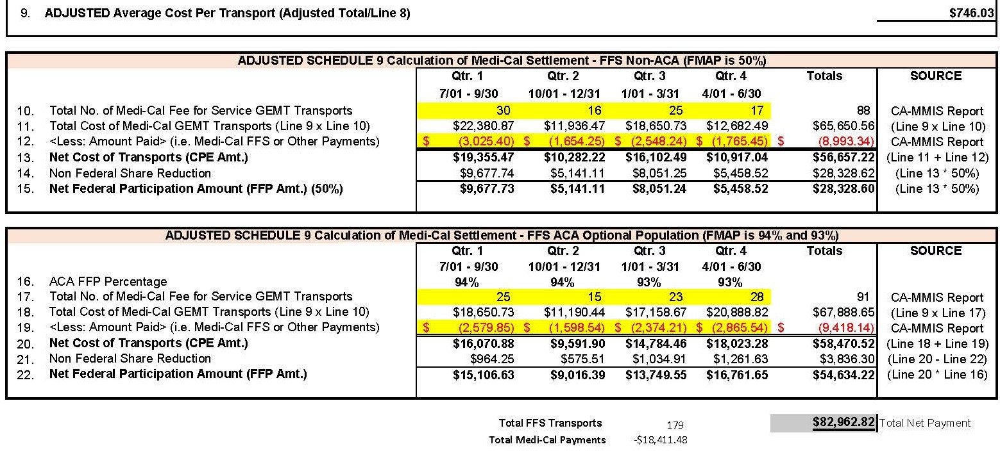 9. ADJUSTED Average Cost Per Transport (Adjusted Total/Line 8) $746.03
ADJUSTED SCHEDULE 9 Calculation of Medi-Cal Settlement - FFS Non-ACA (FMAP is 50%)
Qtr. 1 Qtr. 2 Qtr. 3 Qtr. 4 Totals SOURCE
7/01 - 9/30 10/01 - 12/31 1/01 - 3/31 4/01 - 6/30
10. Total No. of Medi-Cal Fee for Service GEMT Transports 30 16 25 17 88 CA-MMIS Report
11. Total Cost of Medi-Cal GEMT Transports (Line 9 x Line 10) $22,380.87 $11,936.47 $18,650.73 $12,682.49 $65,650.56 (Line 9 x Line 10)
12. <Less: Amount Paid> (i.e. Medi-Cal FFS or Other Payments) $ (3,025.40) $ (1,654.25) $ (2,548.24) $ (1,765.45) $ (8,993.34) CA-MMIS Report
13. Net Cost of Transports (CPE Amt.) $19,355.47 $10,282.22 $16,102.49 $10,917.04 $56,657.22 (Line 11 + Line 12)
14. Non Federal Share Reduction $9,677.74 $5,141.11 $8,051.25 $5,458.52 $28,328.62 (Line 13 * 50%)
15. Net Federal Participation Amount (FFP Amt.) (50%) $9,677.73 $5,141.11 $8,051.24 $5,458.52 $28,328.60 (Line 13 * 50%)
ADJUSTED SCHEDULE 9 Calculation of Medi-Cal Settlement - FFS ACA Optional Population (FMAP is 94% and 93%)
Qtr. 1 Qtr. 2 Qtr. 3 Qtr. 4 Totals SOURCE
7/01 - 9/30 10/01 - 12/31 1/01 - 3/31 4/01 - 6/30
16. ACA FFP Percentage 94% 94% 93% 93%
17. Total No. of Medi-Cal Fee for Service GEMT Transports 25 15 23 28 91 CA-MMIS Report
18. Total Cost of Medi-Cal GEMT Transports (Line 9 x Line 10) $18,650.73 $11,190.44 $17,158.67 $20,888.82 $67,888.65 (Line 9 x Line 17)
19. <Less: Amount Paid> (i.e. Medi-Cal FFS or Other Payments) $ (2,579.85) $ (1,598.54) $ (2,374.21) $ (2,865.54) $ (9,418.14) CA-MMIS Report
20. Net Cost of Transports (CPE Amt.) $16,070.88 $9,591.90 $14,784.46 $18,023.28 $58,470.52 (Line 18 + Line 19)
21. Non Federal Share Reduction $964.25 $575.51 $1,034.91 $1,261.63 $3,836.30 (Line 20 - Line 22)
22. Net Federal Participation Amount (FFP Amt.) $15,106.63 $9,016.39 $13,749.55 $16,761.65 $54,634.22 (Line 20 * Line 16)
Total FFS Transports 179 $82,962.82 Total Net Payment
Total Medi-Cal Payments -$18,411.48